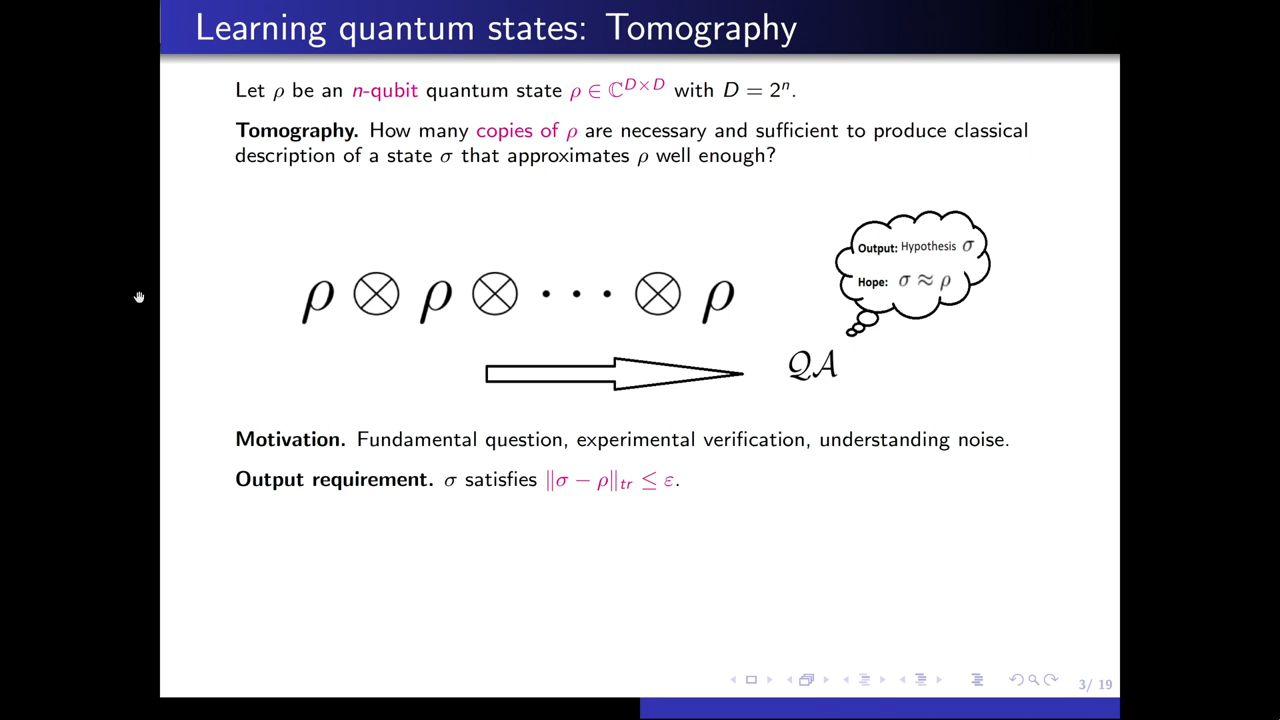 Learning quantum states: Tomography
Let ρ be an n-qubit quantum state ρ ∈ ℂ^{D×D} with D = 2ⁿ.
Tomography. How many copies of ρ are necessary and sufficient to produce classical
description of a state σ that approximates ρ well enough?
Output: Hypothesis σ
Hope: σ ≈ ρ
ρ ⊗ ρ ⊗ · · · ⊗ ρ
QA
Motivation. Fundamental question, experimental verification, understanding noise.
Output requirement. σ satisfies ‖σ − ρ‖_{tr} ≤ ε.
3/ 19